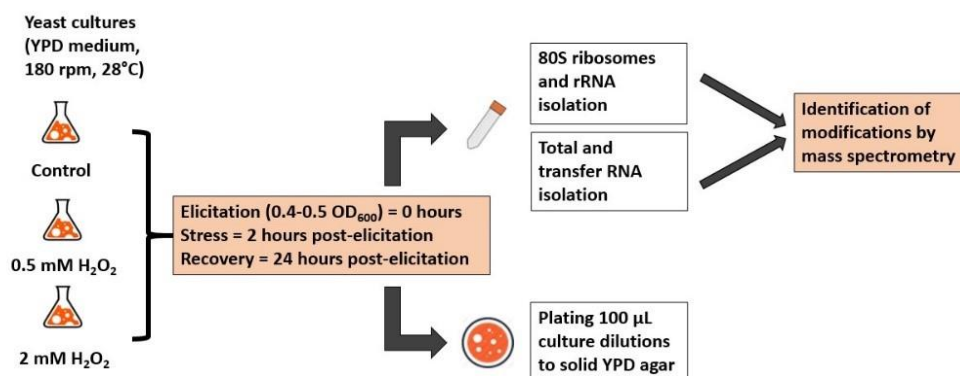 Yeast cultures
(YPD medium,
180 rpm, 28°C)
Control
0.5 mM H₂O₂
2 mM H₂O₂
Elicitation (0.4-0.5 OD₆₀₀) = 0 hours
Stress = 2 hours post-elicitation
Recovery = 24 hours post-elicitation
80S ribosomes
and rRNA
isolation
Total and
transfer RNA
isolation
Identification of
modifications by
mass spectrometry
Plating 100 µL
culture dilutions
to solid YPD agar